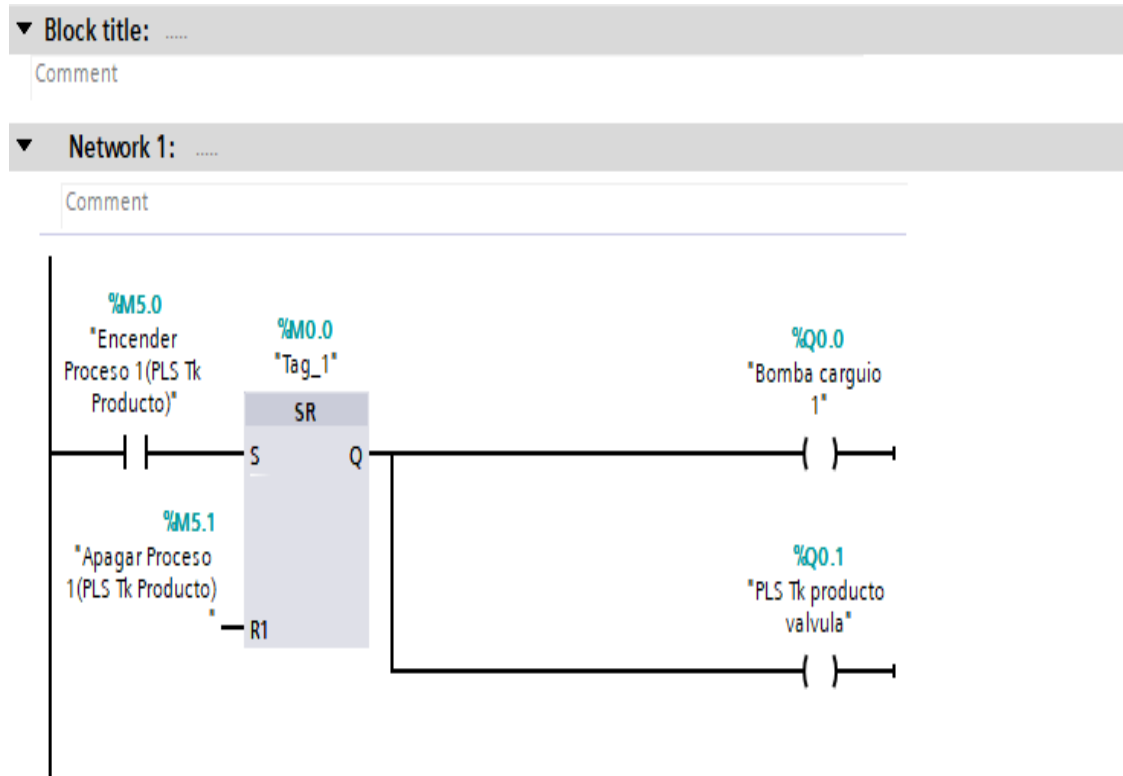 Block title: .....
Comment
Network 1: .....
Comment
%M5.0
"Encender
Proceso 1(PLS Tk
Producto)"
%M0.0
"Tag_1"
SR
S
Q
%M5.1
"Apagar Proceso
1(PLS Tk Producto)
"
R1
%Q0.0
"Bomba carguio
1"
%Q0.1
"PLS Tk producto
valvula"